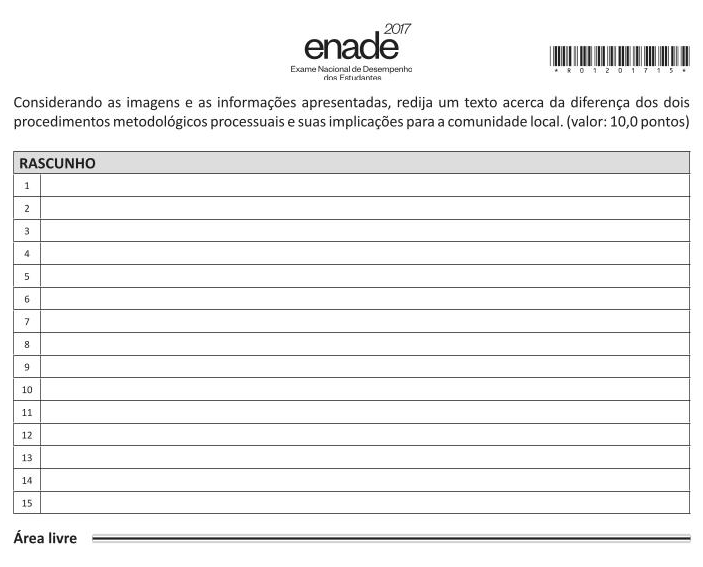 2017
enade
Exame Nacional de Desempenho
dos Estudantes
* R 0 1 2 0 1 7 1 5 *
Considerando as imagens e as informações apresentadas, redija um texto acerca da diferença dos dois
procedimentos metodológicos processuais e suas implicações para a comunidade local. (valor: 10,0 pontos)
RASCUNHO
1
2
3
4
5
6
7
8
9
10
11
12
13
14
15
Área livre